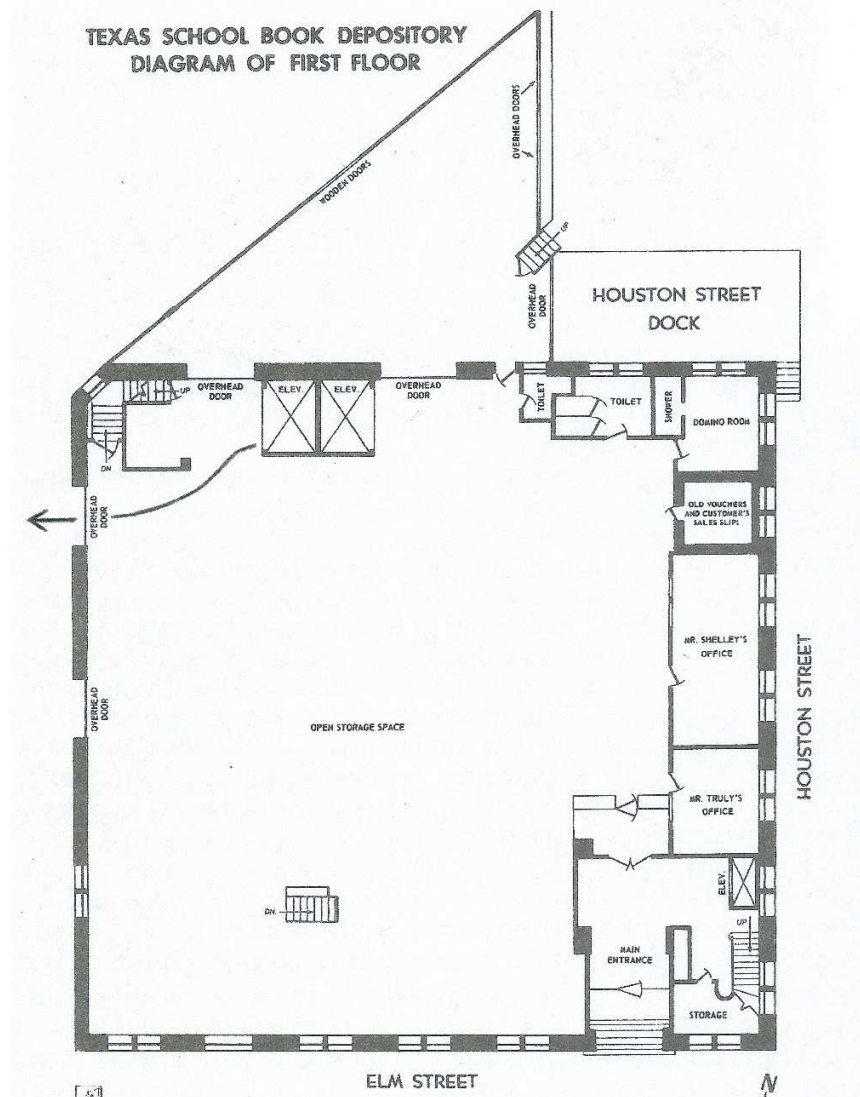 TEXAS SCHOOL BOOK DEPOSITORY
DIAGRAM OF FIRST FLOOR
OVERHEAD DOORS
WOODEN DOORS
UP
OVERHEAD
DOOR
HOUSTON STREET
DOCK
UP
OVERHEAD
DOOR
ELEV.
ELEV.
OVERHEAD
DOOR
TOILET
TOILET
SHOWER
DOMINO ROOM
DN
OVERHEAD
DOOR
OLD VOUCHERS
AND CUSTOMER'S
SALES SLIPS
MR. SHELLEY'S
OFFICE
HOUSTON STREET
OVERHEAD
DOOR
OPEN STORAGE SPACE
MR. TRULY'S
OFFICE
ELEV.
DN.
UP
MAIN
ENTRANCE
STORAGE
ELM STREET
N